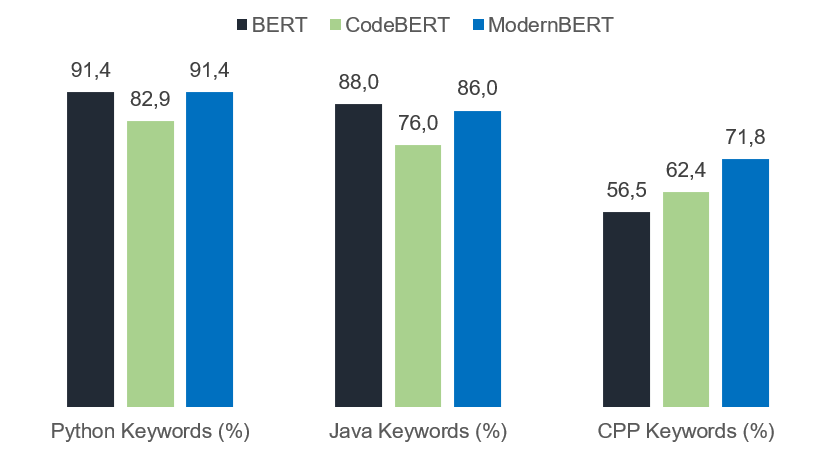 BERT CodeBERT ModernBERT
91,4 82,9 91,4
88,0 76,0 86,0
56,5 62,4 71,8
Python Keywords (%) Java Keywords (%) CPP Keywords (%)